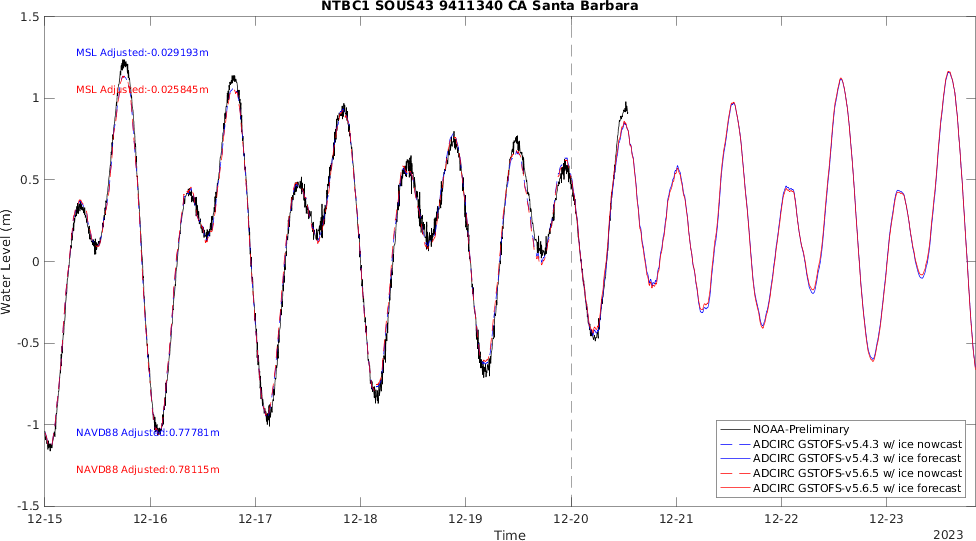 NTBC1 SOUS43 9411340 CA Santa Barbara
1.5
1
0.5
0
-0.5
-1
-1.5
Water Level (m)
MSL Adjusted:-0.029193m
MSL Adjusted:-0.025845m
NAVD88 Adjusted:0.77781m
NAVD88 Adjusted:0.78115m
NOAA-Preliminary
ADCIRC GSTOFS-v5.4.3 w/ ice nowcast
ADCIRC GSTOFS-v5.4.3 w/ ice forecast
ADCIRC GSTOFS-v5.6.5 w/ ice nowcast
ADCIRC GSTOFS-v5.6.5 w/ ice forecast
12-15 12-16 12-17 12-18 12-19 12-20 12-21 12-22 12-23
Time
2023